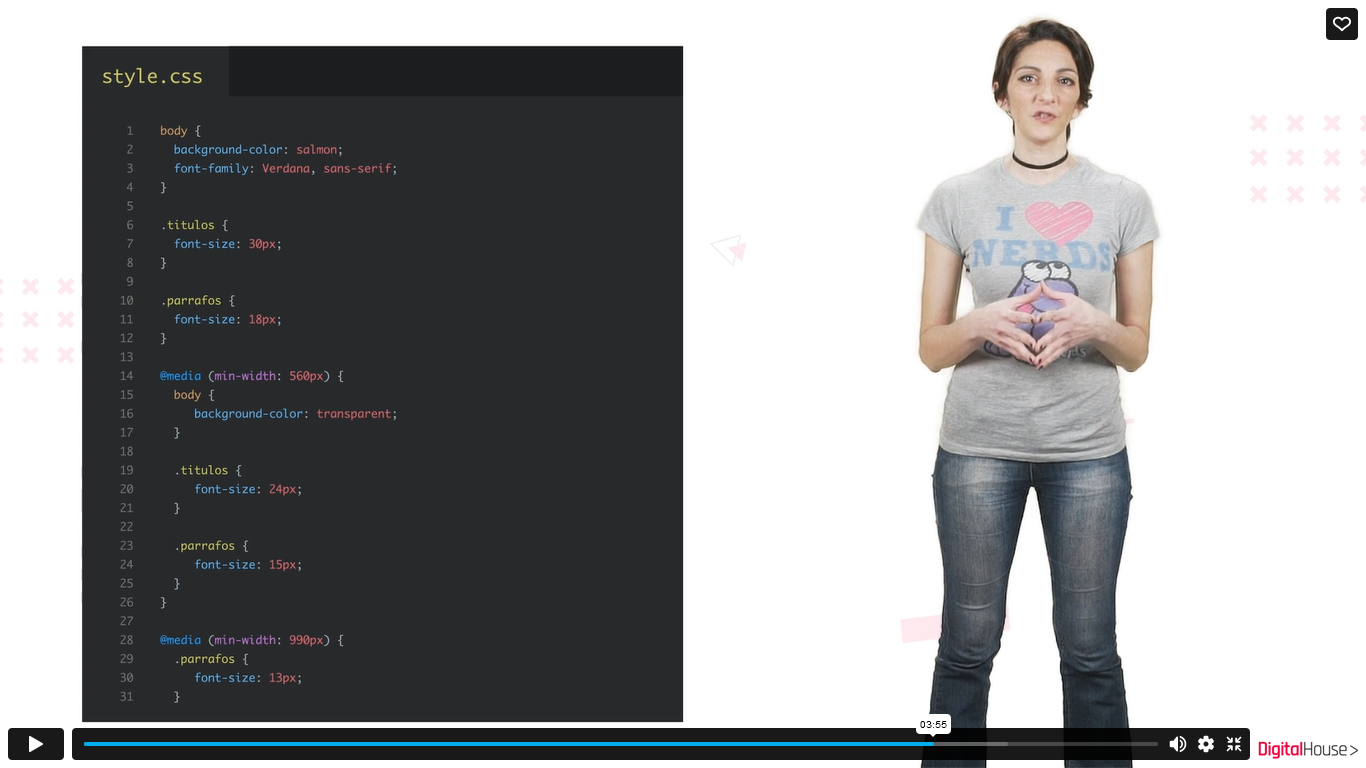 style.css
1 body {
2 background-color: salmon;
3 font-family: Verdana, sans-serif;
4 }
5
6 .titulos {
7 font-size: 30px;
8 }
9
10 .parrafos {
11 font-size: 18px;
12 }
13
14 @media (min-width: 560px) {
15 body {
16 background-color: transparent;
17 }
18
19 .titulos {
20 font-size: 24px;
21 }
22
23 .parrafos {
24 font-size: 15px;
25 }
26 }
27
28 @media (min-width: 990px) {
29 .parrafos {
30 font-size: 13px;
31 }
I
NERDS
03:55
DigitalHouse>